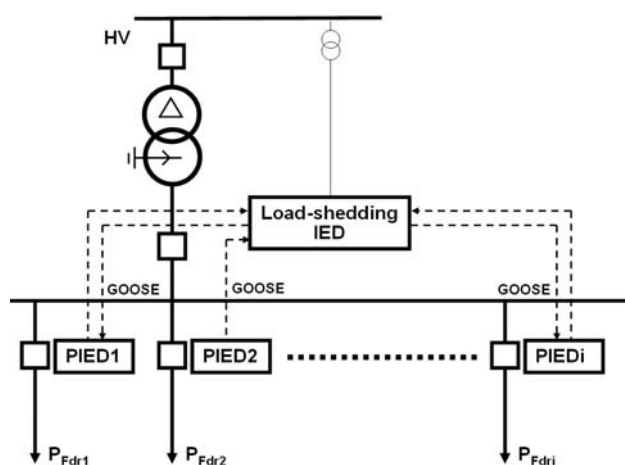 HV
Load-shedding
IED
GOOSE
GOOSE
GOOSE
PIED1
PIED2
PIEDi
PFdr1
PFdr2
PFdri